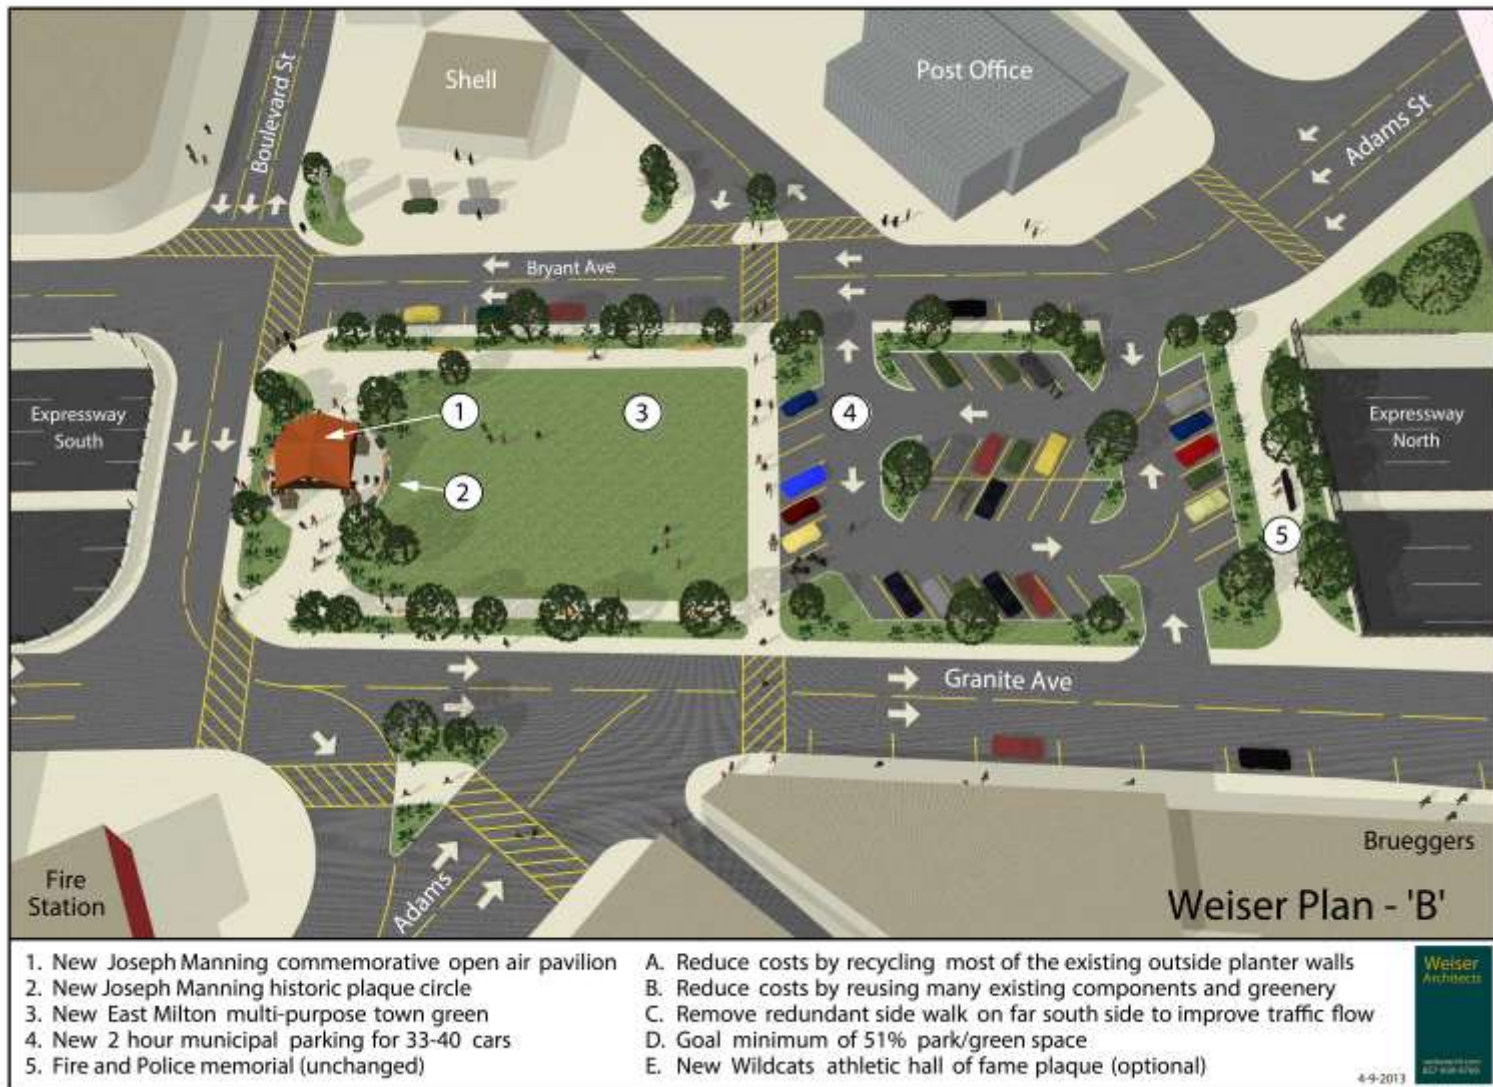 Boulevard St
Shell
Post Office
Adams St
Bryant Ave
Expressway
South
1
3
4
Expressway
North
2
5
Granite Ave
Brueggers
Fire
Station
Adams
Weiser Plan - 'B'
1. New Joseph Manning commemorative open air pavilion
2. New Joseph Manning historic plaque circle
3. New East Milton multi-purpose town green
4. New 2 hour municipal parking for 33-40 cars
5. Fire and Police memorial (unchanged)
A. Reduce costs by recycling most of the existing outside planter walls
B. Reduce costs by reusing many existing components and greenery
C. Remove redundant side walk on far south side to improve traffic flow
D. Goal minimum of 51% park/green space
E. New Wildcats athletic hall of fame plaque (optional)
4-9-2013
Weiser
Architects